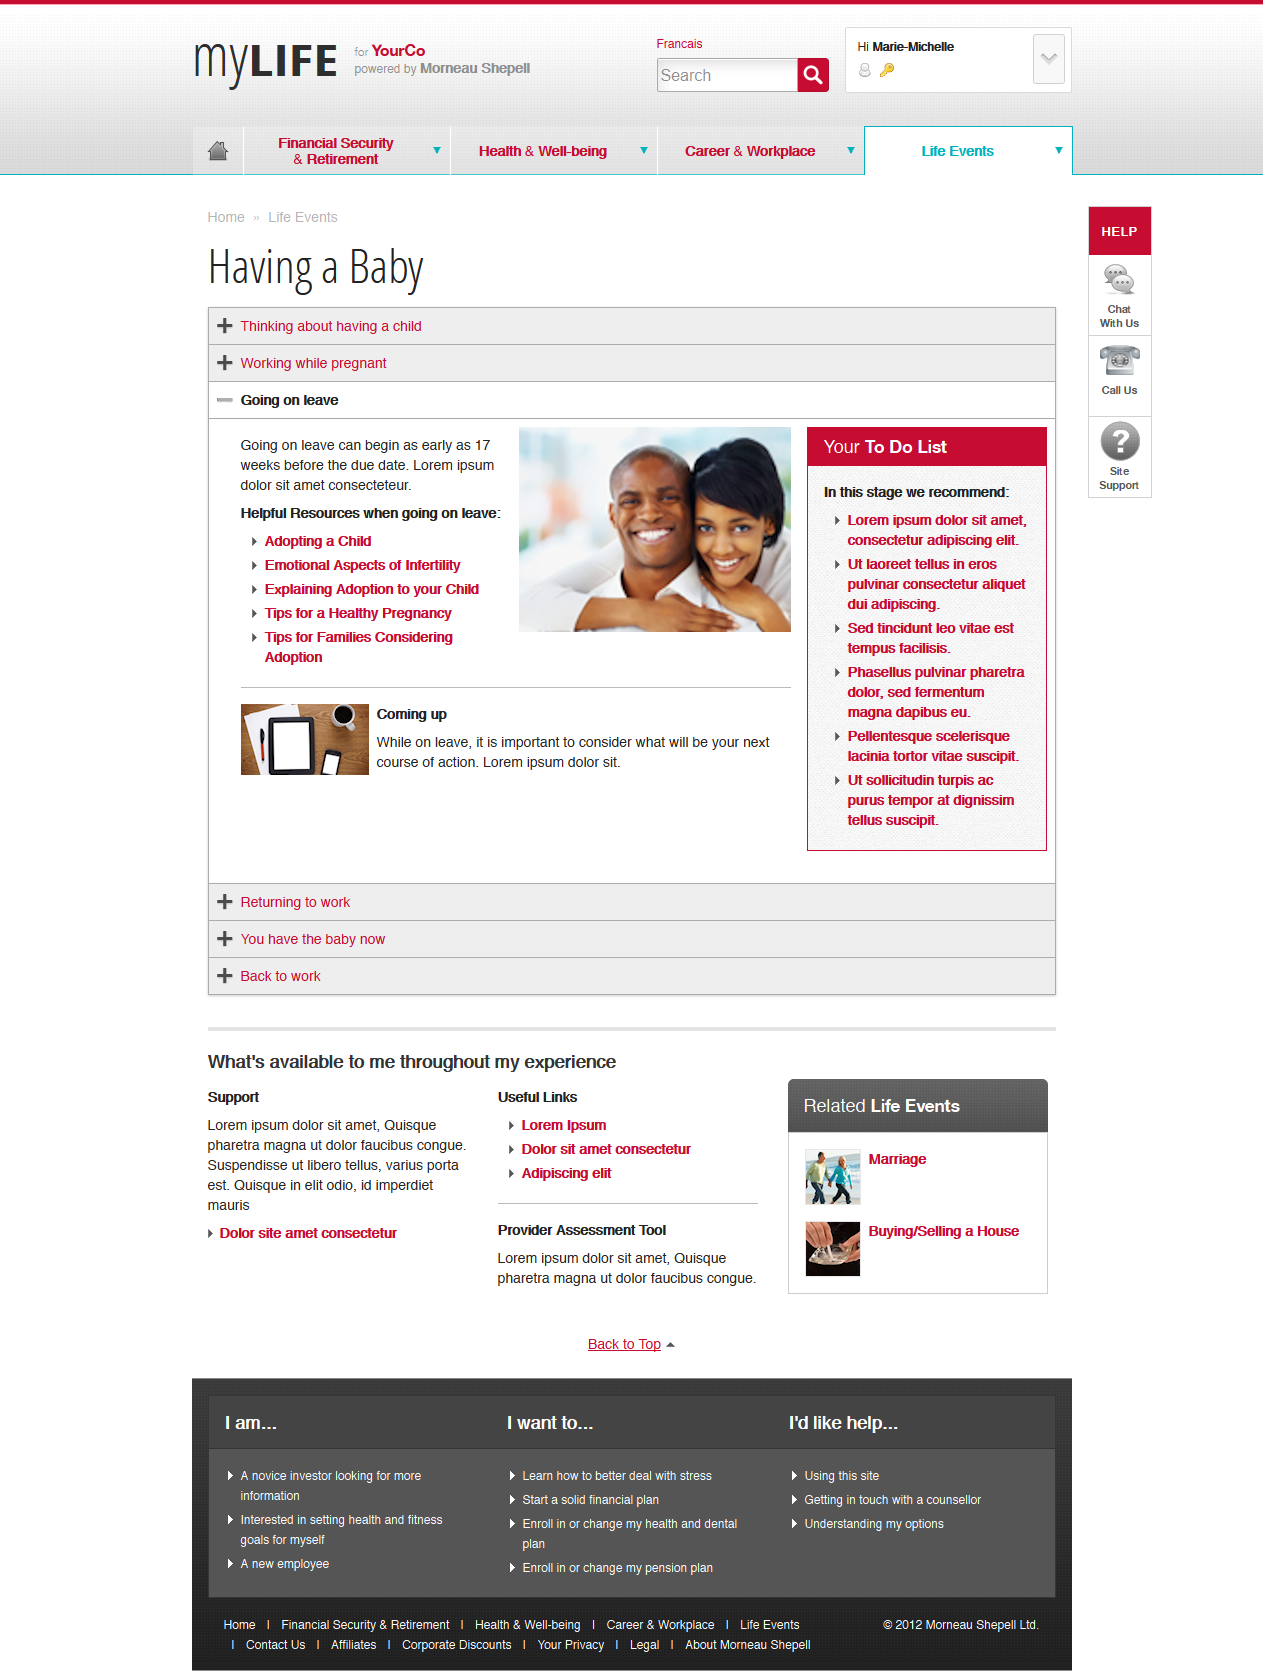 myLIFE for YourCo
powered by Morneau Shepell
Francais
Search
Hi Marie-Michelle
Financial Security
& Retirement
Health & Well-being
Career & Workplace
Life Events
Home » Life Events
HELP
Chat
With Us
Call Us
Site
Support
Having a Baby
Thinking about having a child
Working while pregnant
Going on leave
Going on leave can begin as early as 17
weeks before the due date. Lorem ipsum
dolor sit amet consecteteur.
Helpful Resources when going on leave:
Adopting a Child
Emotional Aspects of Infertility
Explaining Adoption to your Child
Tips for a Healthy Pregnancy
Tips for Families Considering
Adoption
Coming up
While on leave, it is important to consider what will be your next
course of action. Lorem ipsum dolor sit.
Your To Do List
In this stage we recommend:
Lorem ipsum dolor sit amet,
consectetur adipiscing elit.
Ut laoreet tellus in eros
pulvinar consectetur aliquet
dui adipiscing.
Sed tincidunt leo vitae est
tempus facilisis.
Phasellus pulvinar pharetra
dolor, sed fermentum
magna dapibus eu.
Pellentesque scelerisque
lacinia tortor vitae suscipit.
Ut sollicitudin turpis ac
purus tempor at dignissim
tellus suscipit.
Returning to work
You have the baby now
Back to work
What's available to me throughout my experience
Support
Lorem ipsum dolor sit amet, Quisque
pharetra magna ut dolor faucibus congue.
Suspendisse ut libero tellus, varius porta
est. Quisque in elit odio, id imperdiet
mauris
Dolor site amet consectetur
Useful Links
Lorem Ipsum
Dolor sit amet consectetur
Adipiscing elit
Provider Assessment Tool
Lorem ipsum dolor sit amet, Quisque
pharetra magna ut dolor faucibus congue.
Related Life Events
Marriage
Buying/Selling a House
Back to Top
I am...
A novice investor looking for more
information
Interested in setting health and fitness
goals for myself
A new employee
I want to...
Learn how to better deal with stress
Start a solid financial plan
Enroll in or change my health and dental
plan
Enroll in or change my pension plan
I'd like help...
Using this site
Getting in touch with a counsellor
Understanding my options
Home | Financial Security & Retirement | Health & Well-being | Career & Workplace | Life Events
| Contact Us | Affiliates | Corporate Discounts | Your Privacy | Legal | About Morneau Shepell
© 2012 Morneau Shepell Ltd.